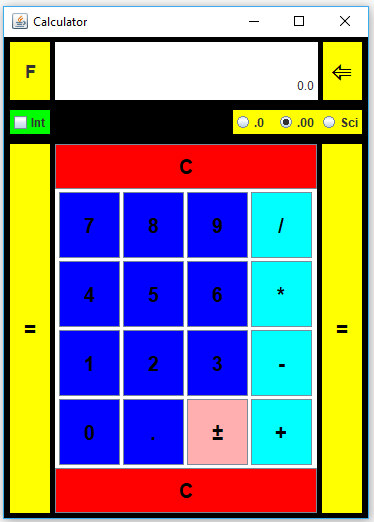 Calculator
F
0.0
⇐
Int .0 .00 Sci
C
7 8 9 /
4 5 6 *
= =
1 2 3 -
0 . ± +
C